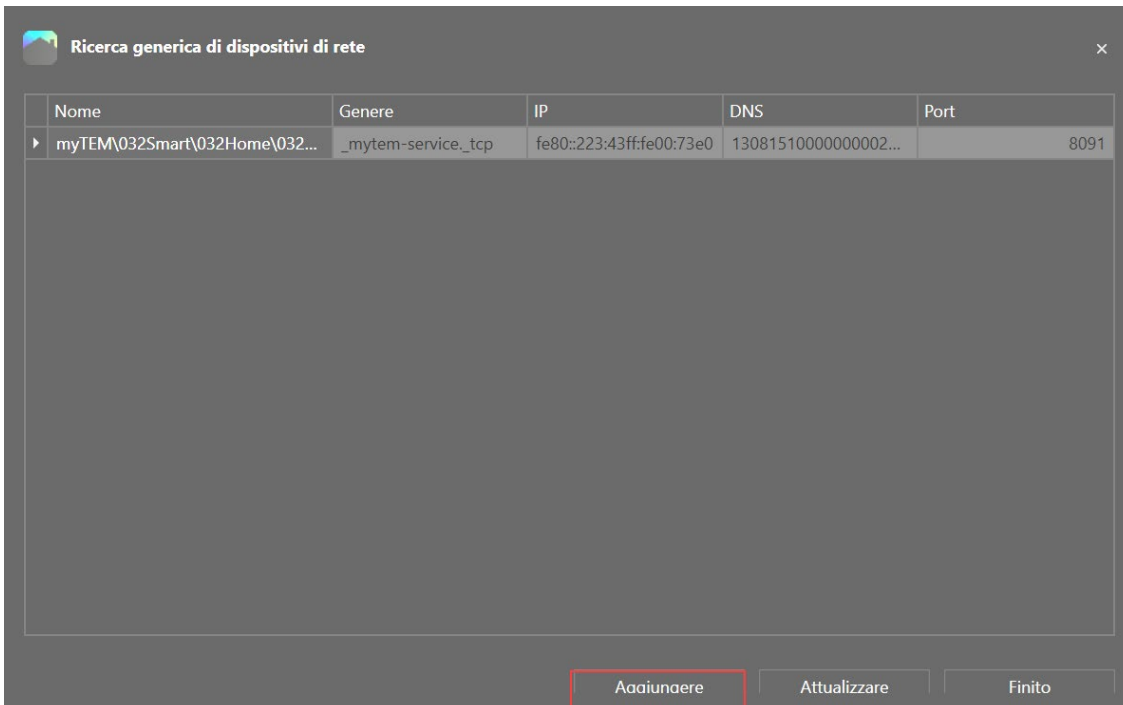 Ricerca generica di dispositivi di rete
×
Nome Genere IP DNS Port
myTEM\032Smart\032Home\032... _mytem-service._tcp fe80::223:43ff:fe00:73e0 13081510000000002... 8091
Aggiungere Attualizzare Finito